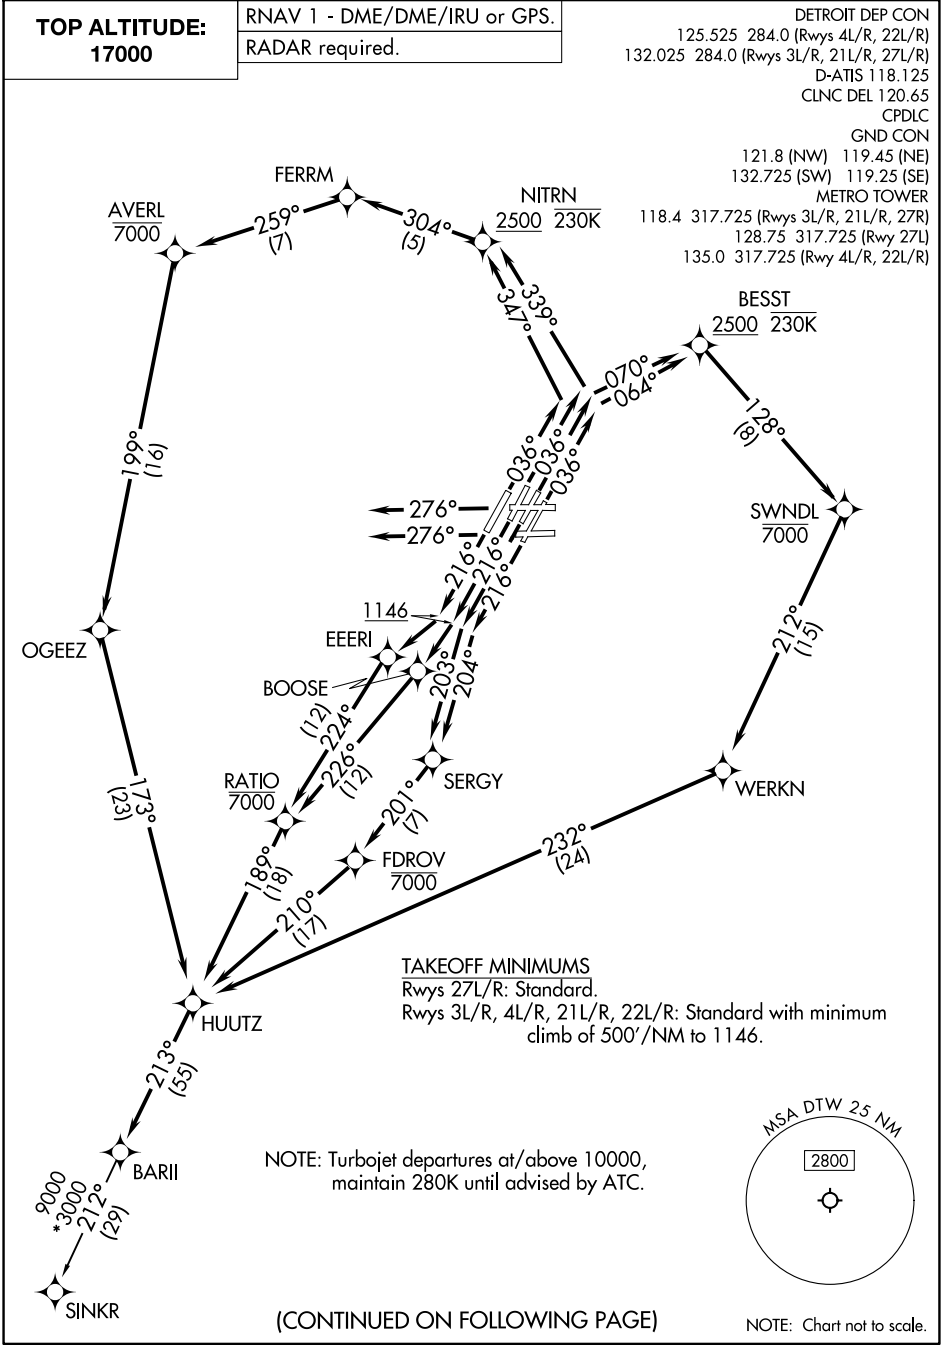 TOP ALTITUDE:
17000
RNAV 1 - DME/DME/IRU or GPS.
RADAR required.
DETROIT DEP CON
125.525 284.0 (Rwys 4L/R, 22L/R)
132.025 284.0 (Rwys 3L/R, 21L/R, 27L/R)
D-ATIS 118.125
CLNC DEL 120.65
CPDLC
GND CON
121.8 (NW) 119.45 (NE)
132.725 (SW) 119.25 (SE)
METRO TOWER
118.4 317.725 (Rwys 3L/R, 21L/R, 27R)
128.75 317.725 (Rwy 27L)
135.0 317.725 (Rwy 4L/R, 22L/R)
FERRM
AVERL
7000
259°
(7)
304°
(5)
NITRN
2500 230K
347°
339°
BESST
2500 230K
070°
064°
128°
(8)
199°
(16)
036°
036°
036°
276°
276°
SWNDL
7000
216°
216°
216°
1146
EEERI
BOOSE
OGEEZ
212°
(15)
203°
204°
(12)
224°
226°
(12)
RATIO
7000
SERGY
WERKN
173°
(23)
201°
(7)
232°
(24)
FDROV
7000
189°
(18)
210°
(17)
TAKEOFF MINIMUMS
Rwys 27L/R: Standard.
Rwys 3L/R, 4L/R, 21L/R, 22L/R: Standard with minimum
climb of 500'/NM to 1146.
HUUTZ
213°
(55)
MSA DTW 25 NM
2800
NOTE: Turbojet departures at/above 10000,
maintain 280K until advised by ATC.
BARII
9000
*3000
212°
(29)
SINKR
(CONTINUED ON FOLLOWING PAGE)
NOTE: Chart not to scale.